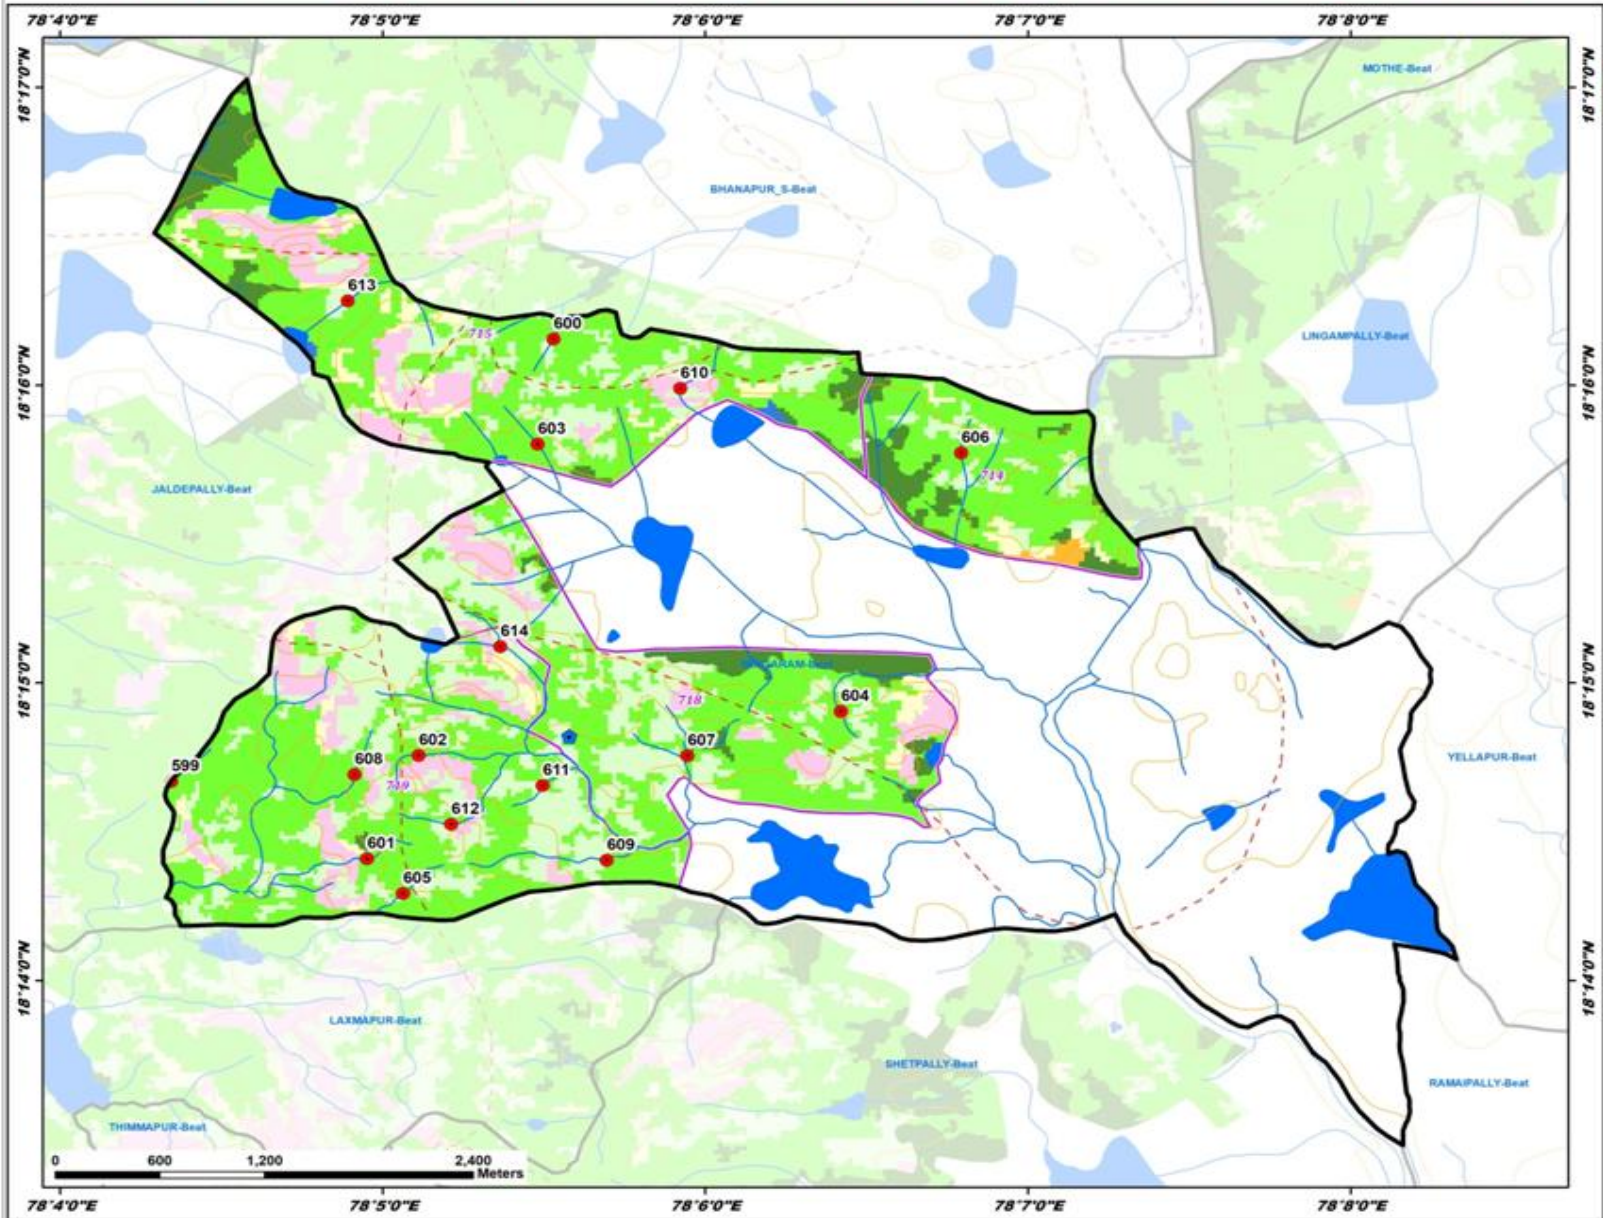 78°4'0"E 78°5'0"E 78°6'0"E 78°7'0"E 78°8'0"E
18°17'0"N 18°17'0"N
MOTHE-Beat
BHANAPUR_S-Beat
613
600
715
LINGAMPALLY-Beat
18°16'0"N 18°16'0"N
610
603
606
714
JALDEPALLY-Beat
614
18°15'0"N 18°15'0"N
718
604
602
607
599
608
611
YELLAPUR-Beat
719
612
601
609
605
18°14'0"N 18°14'0"N
LAXMAPUR-Beat
SHETPALLY-Beat
RAMAIPALLY-Beat
THIMMAPUR-Beat
0 600 1,200 2,400
Meters
78°4'0"E 78°5'0"E 78°6'0"E 78°7'0"E 78°8'0"E